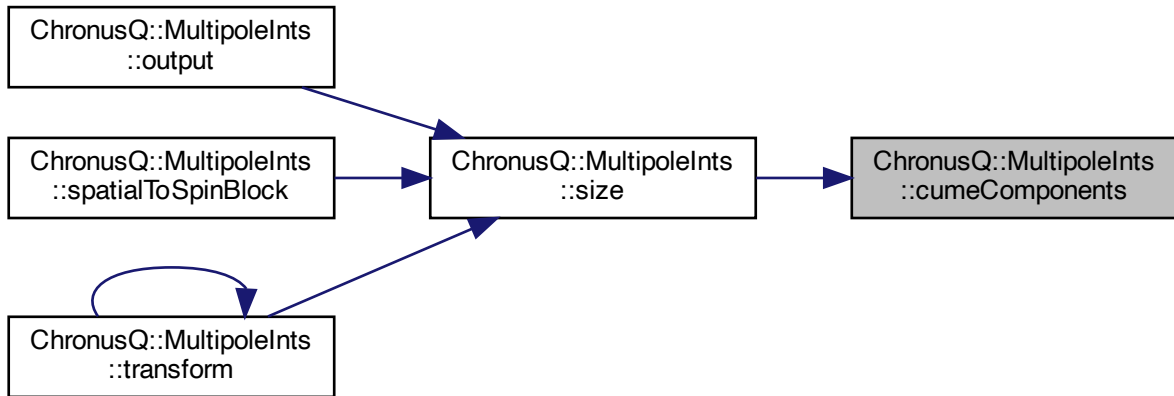 ChronusQ::MultipoleInts
::output
ChronusQ::MultipoleInts
::spatialToSpinBlock
ChronusQ::MultipoleInts
::size
ChronusQ::MultipoleInts
::cumeComponents
ChronusQ::MultipoleInts
::transform